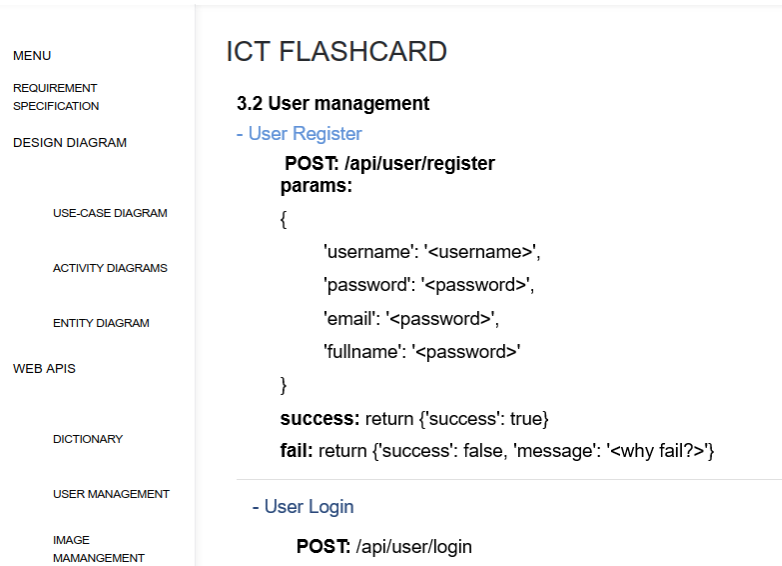 MENU
REQUIREMENT
SPECIFICATION
DESIGN DIAGRAM
USE-CASE DIAGRAM
ACTIVITY DIAGRAMS
ENTITY DIAGRAM
WEB APIS
DICTIONARY
USER MANAGEMENT
IMAGE
MAMANGEMENT
ICT FLASHCARD
3.2 User management
- User Register
POST: /api/user/register
params:
{
'username': '<username>',
'password': '<password>',
'email': '<password>',
'fullname': '<password>'
}
success: return {'success': true}
fail: return {'success': false, 'message': '<why fail?>'}
- User Login
POST: /api/user/login